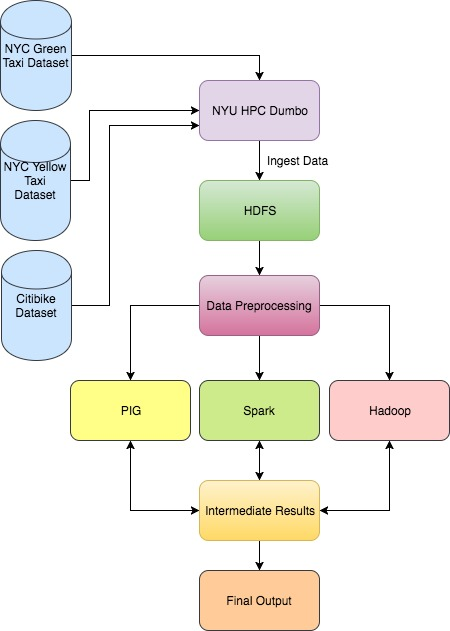 NYC Green
Taxi Dataset
NYU HPC Dumbo
NYC Yellow
Taxi
Dataset
Ingest Data
HDFS
Citibike
Dataset
Data Preprocessing
PIG
Spark
Hadoop
Intermediate Results
Final Output